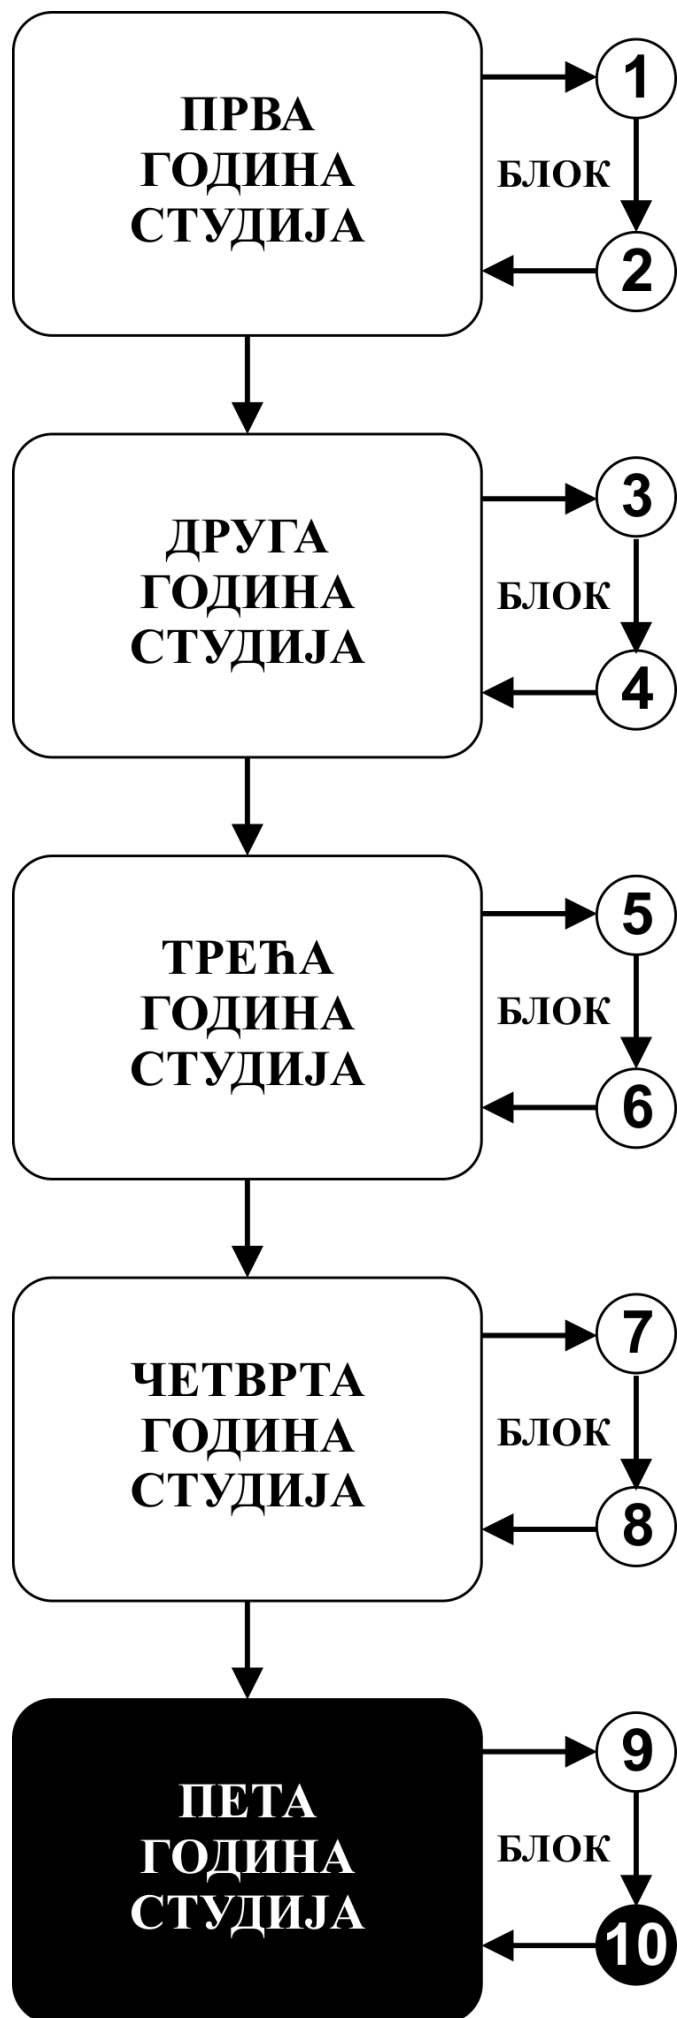 ПРВА
ГОДИНА
СТУДИЈА
1
БЛОК
2
ДРУГА
ГОДИНА
СТУДИЈА
3
БЛОК
4
ТРЕЋА
ГОДИНА
СТУДИЈА
5
БЛОК
6
ЧЕТВРТА
ГОДИНА
СТУДИЈА
7
БЛОК
8
ПЕТА
ГОДИНА
СТУДИЈА
9
БЛОК
10